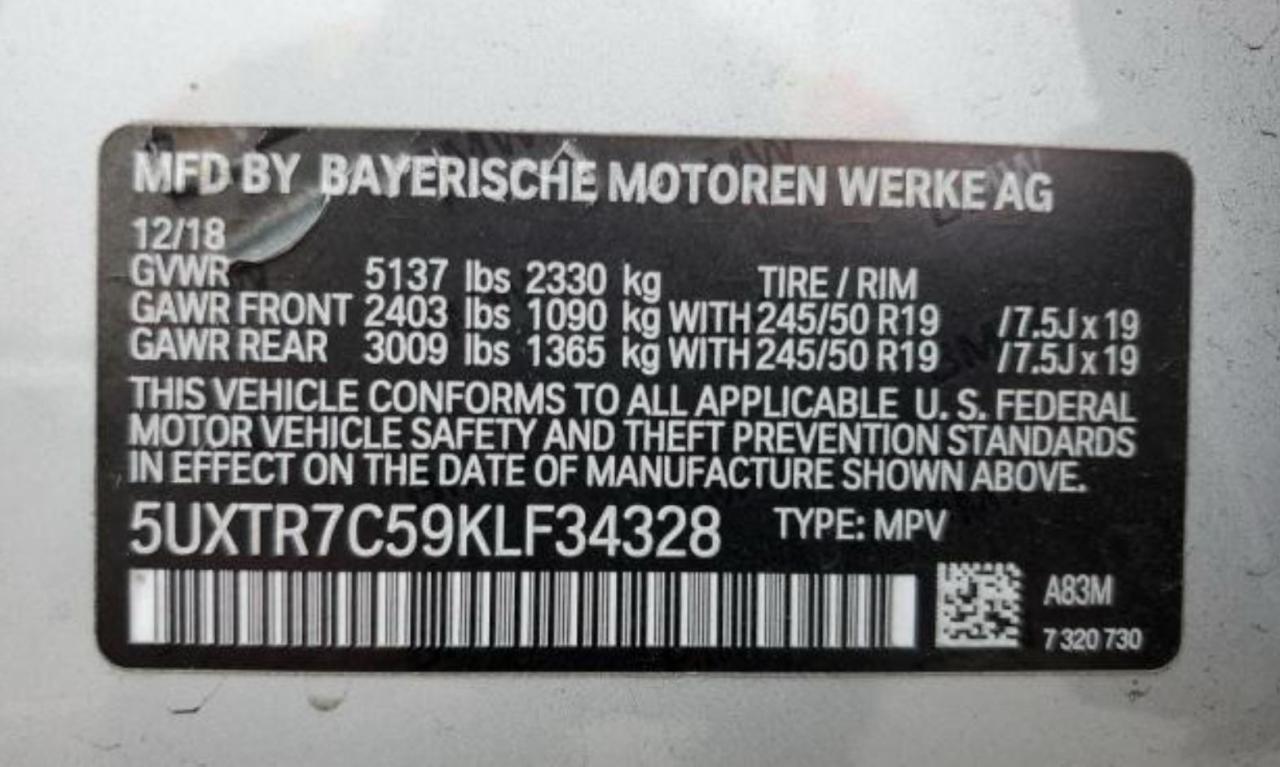 MFD BY BAYERISCHE MOTOREN WERKE AG
12/18
GVWR 5137 lbs 2330 kg TIRE / RIM
GAWR FRONT 2403 lbs 1090 kg WITH 245/50 R19 /7.5J x 19
GAWR REAR 3009 lbs 1365 kg WITH 245/50 R19 /7.5J x 19
THIS VEHICLE CONFORMS TO ALL APPLICABLE U. S. FEDERAL
MOTOR VEHICLE SAFETY AND THEFT PREVENTION STANDARDS
IN EFFECT ON THE DATE OF MANUFACTURE SHOWN ABOVE.
5UXTR7C59KLF34328 TYPE: MPV
A83M
7 320 730